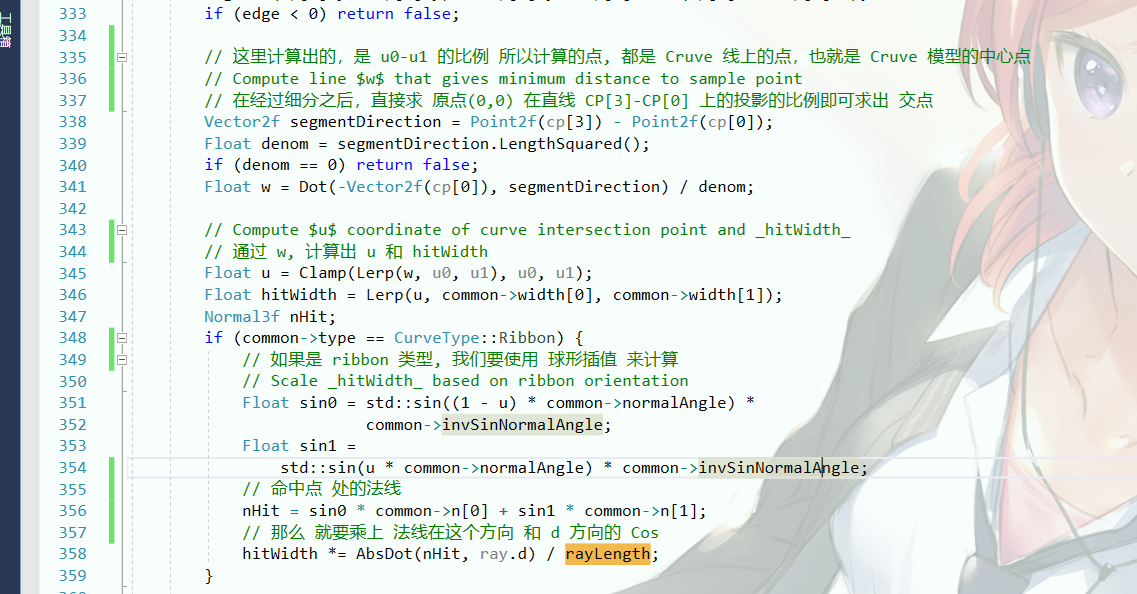 工具箱
333 if (edge < 0) return false;
334
335 // 这里计算出的，是 u0-u1 的比例 所以计算的点, 都是 Cruve 线上的点，也就是 Cruve 模型的中心点
336 // Compute line $w$ that gives minimum distance to sample point
337 // 在经过细分之后，直接求 原点(0,0) 在直线 CP[3]-CP[0] 上的投影的比例即可求出 交点
338 Vector2f segmentDirection = Point2f(cp[3]) - Point2f(cp[0]);
339 Float denom = segmentDirection.LengthSquared();
340 if (denom == 0) return false;
341 Float w = Dot(-Vector2f(cp[0]), segmentDirection) / denom;
342
343 // Compute $u$ coordinate of curve intersection point and _hitWidth_
344 // 通过 w, 计算出 u 和 hitWidth
345 Float u = Clamp(Lerp(w, u0, u1), u0, u1);
346 Float hitWidth = Lerp(u, common->width[0], common->width[1]);
347 Normal3f nHit;
348 if (common->type == CurveType::Ribbon) {
349 // 如果是 ribbon 类型, 我们要使用 球形插值 来计算
350 // Scale _hitWidth_ based on ribbon orientation
351 Float sin0 = std::sin((1 - u) * common->normalAngle) *
352 common->invSinNormalAngle;
353 Float sin1 =
354 std::sin(u * common->normalAngle) * common->invSinNormalAngle;
355 // 命中点 处的法线
356 nHit = sin0 * common->n[0] + sin1 * common->n[1];
357 // 那么 就要乘上 法线在这个方向 和 d 方向的 Cos
358 hitWidth *= AbsDot(nHit, ray.d) / rayLength;
359 }